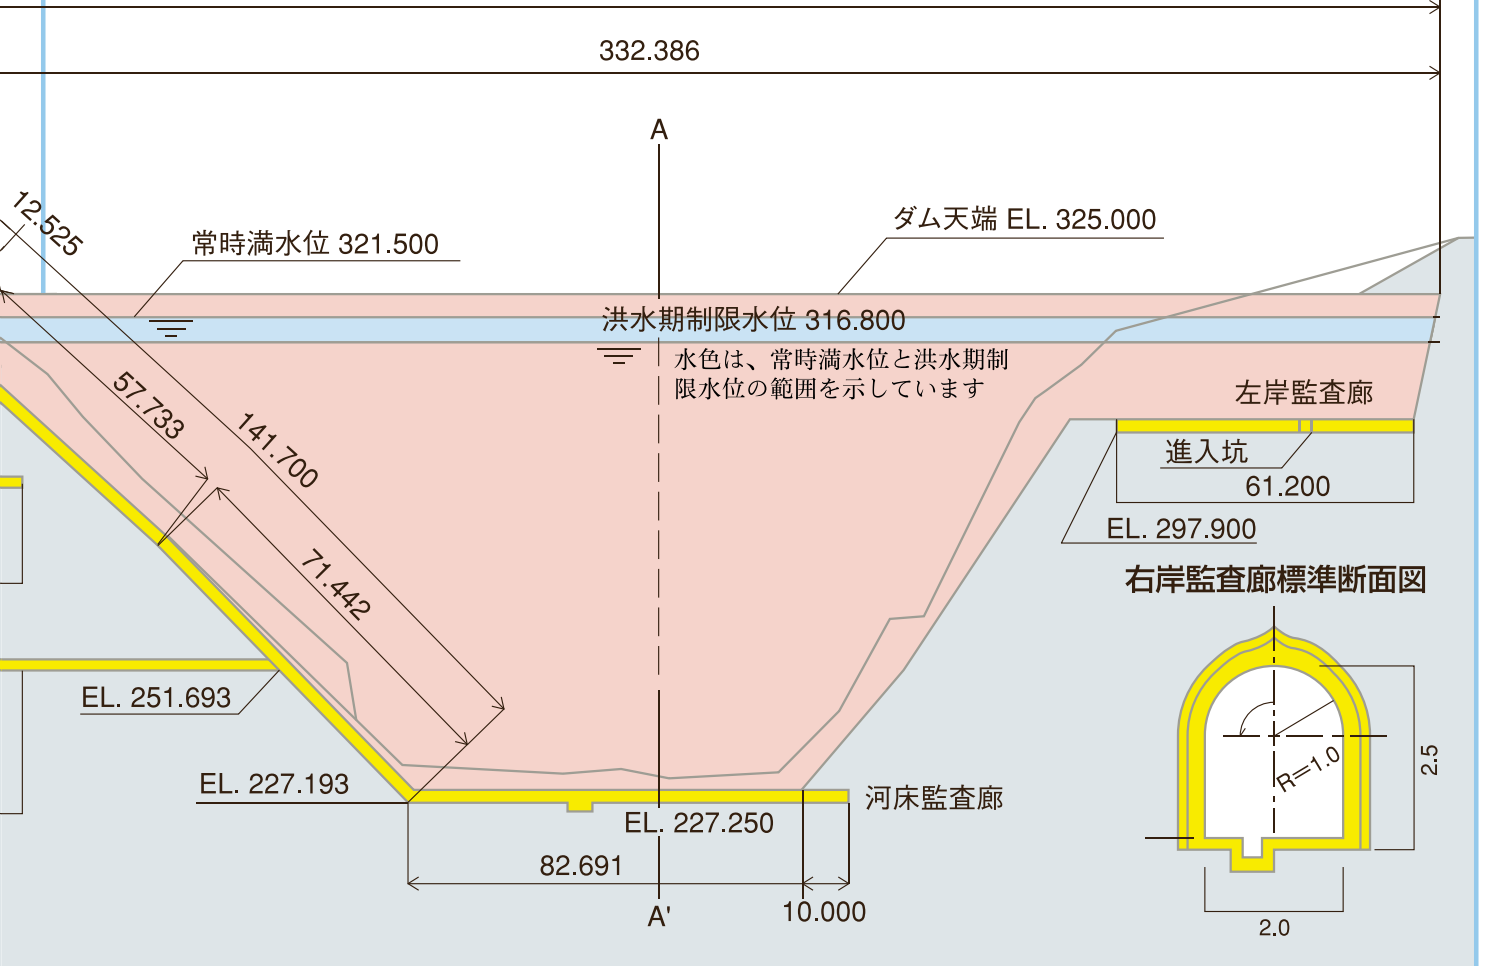 332.386
A
12.525
常時満水位 321.500
ダム天端 EL. 325.000
洪水期制限水位 316.800
水色は、常時満水位と洪水期制
限水位の範囲を示しています
57.733
141.700
左岸監査廊
進入坑
61.200
EL. 297.900
71.442
右岸監査廊標準断面図
EL. 251.693
R=1.0
2.5
EL. 227.193
河床監査廊
EL. 227.250
82.691
A'
10.000
2.0